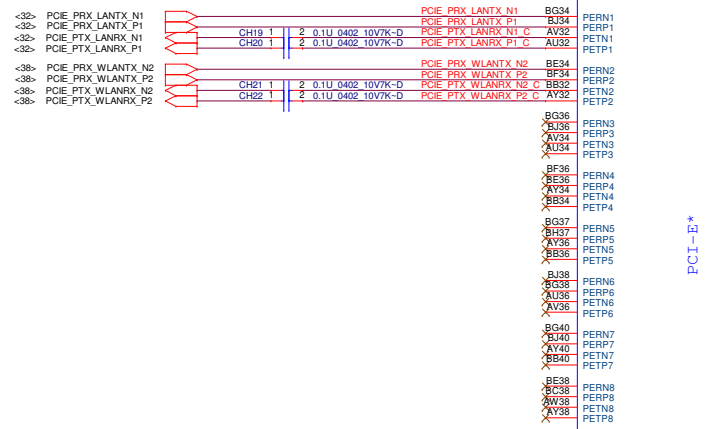 <32> PCIE_PRX_LANTX_N1 PCIE_PRX_LANTX_N1 BG34 PERN1
<32> PCIE_PRX_LANTX_P1 PCIE_PRX_LANTX_P1 BJ34 PERP1
<32> PCIE_PTX_LANRX_N1 CH19 1 2 0.1U_0402_10V7K~D PCIE_PTX_LANRX_N1_C AV32 PETN1
<32> PCIE_PTX_LANRX_P1 CH20 1 2 0.1U_0402_10V7K~D PCIE_PTX_LANRX_P1_C AU32 PETP1
<38> PCIE_PRX_WLANTX_N2 PCIE_PRX_WLANTX_N2 BE34 PERN2
<38> PCIE_PRX_WLANTX_P2 PCIE_PRX_WLANTX_P2 BF34 PERP2
<38> PCIE_PTX_WLANRX_N2 CH21 1 2 0.1U_0402_10V7K~D PCIE_PTX_WLANRX_N2_C BB32 PETN2
<38> PCIE_PTX_WLANRX_P2 CH22 1 2 0.1U_0402_10V7K~D PCIE_PTX_WLANRX_P2_C AY32 PETP2
BG36 PERN3
BJ36 PERP3
AV34 PETN3
AU34 PETP3
BF36 PERN4
BE36 PERP4
AY34 PETN4
BB34 PETP4
BG37 PERN5
BH37 PERP5
AY36 PETN5
BB36 PETP5
BJ38 PERN6
BG38 PERP6
AU36 PETN6
AV36 PETP6
BG40 PERN7
BJ40 PERP7
AY40 PETN7
BB40 PETP7
BE38 PERN8
BC38 PERP8
AW38 PETN8
AY38 PETP8
PCI-E*